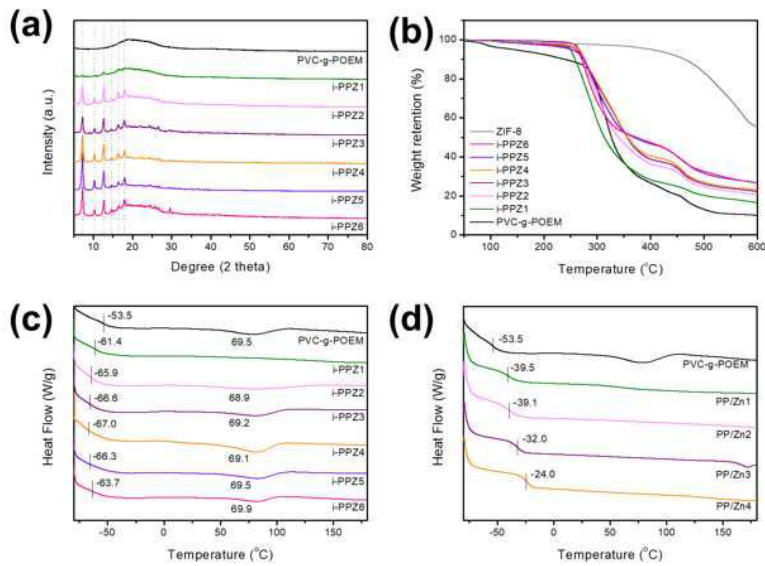 (a)
PVC-g-POEM
i-PPZ1
i-PPZ2
i-PPZ3
i-PPZ4
i-PPZ5
i-PPZ6
Intensity (a.u.)
10 20 30 40 50 60 70 80
Degree (2 theta)
(b)
100
80
60
40
20
0
Weight retention (%)
ZIF-8
i-PPZ6
i-PPZ5
i-PPZ4
i-PPZ3
i-PPZ2
i-PPZ1
PVC-g-POEM
100 200 300 400 500 600
Temperature (°C)
(c)
-53.5
69.5
PVC-g-POEM
-61.4
i-PPZ1
-65.9
i-PPZ2
-66.6
68.9
i-PPZ3
-67.0
69.2
i-PPZ4
-66.3
69.1
i-PPZ5
-63.7
69.5
i-PPZ6
69.9
Heat Flow (W/g)
-50 0 50 100 150
Temperature (°C)
(d)
-53.5
PVC-g-POEM
-39.5
PP/Zn1
-39.1
PP/Zn2
-32.0
PP/Zn3
-24.0
PP/Zn4
Heat Flow (W/g)
-50 0 50 100 150
Temperature (°C)